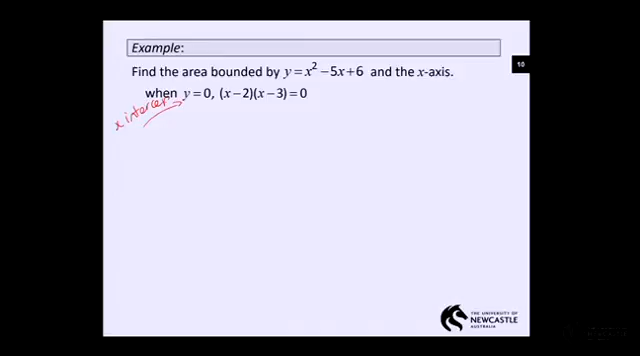 Example:
Find the area bounded by y = x² − 5x + 6 and the x-axis.
10
when y = 0, (x − 2)(x − 3) = 0
x intercep
THE UNIVERSITY OF
NEWCASTLE
AUSTRALIA